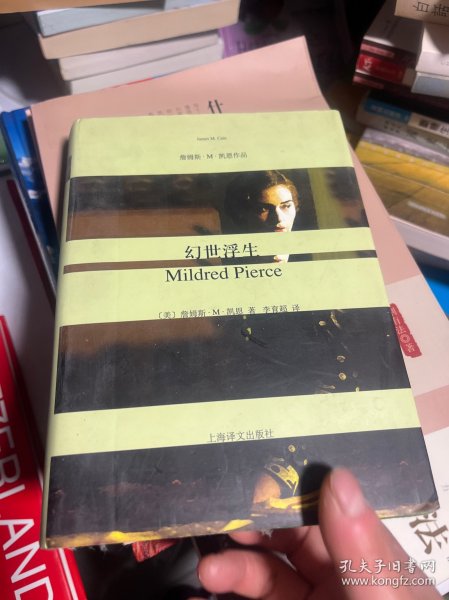 James M. Cain
詹姆斯·M·凯恩作品
幻世浮生
Mildred Pierce
〔美〕詹姆斯·M·凯恩 著 李育超 译
上海译文出版社
ZERLAND
法
孔夫子旧书网
www.kongfz.com